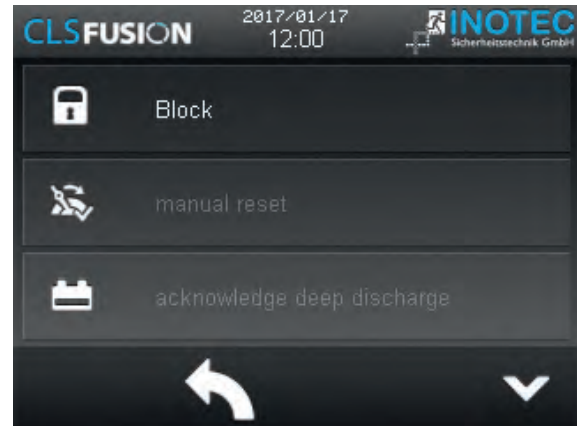 CLSFUSION
2017/01/17
12:00
INOTEC
Sicherheitstechnik GmbH
Block
manual reset
acknowledge deep discharge